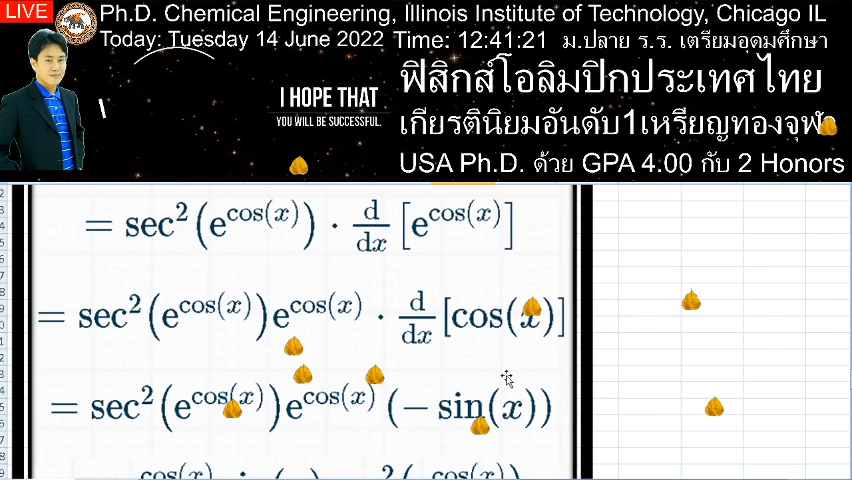 LIVE
Ph.D. Chemical Engineering, Illinois Institute of Technology, Chicago IL
Today: Tuesday 14 June 2022 Time: 12:41:21 ม.ปลาย ร.ร. เตรียมอุดมศึกษา
I HOPE THAT
YOU WILL BE SUCCESSFUL.
ฟิสิกส์โอลิมปิกประเทศไทย
เกียรตินิยมอันดับ1เหรียญทองจุฬา
USA Ph.D. ด้วย GPA 4.00 กับ 2 Honors
= sec²(e^cos(x)) · d/dx [e^cos(x)]
= sec²(e^cos(x))e^cos(x) · d/dx [cos(x)]
= sec²(e^cos(x))e^cos(x) (− sin(x))